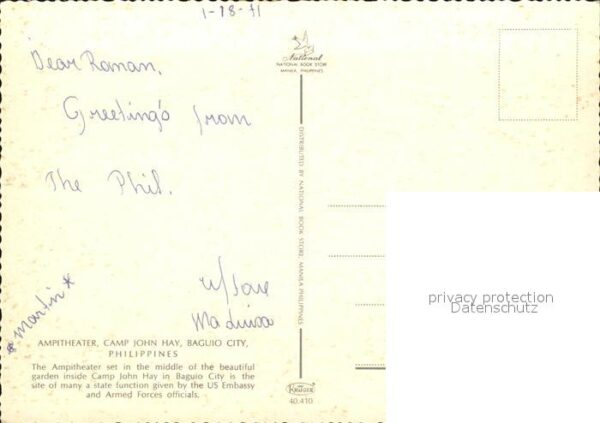 1-18-71
Dear Roman,
Greeting's from
The Phil.
w/love
*martin*
National
NATIONAL BOOK STORE
MANILA, PHILIPPINES
DISTRIBUTED BY NATIONAL BOOK STORE, MANILA PHILIPPINES
AMPITHEATER, CAMP JOHN HAY, BAGUIO CITY,
PHILIPPINES
The Ampitheater set in the middle of the beautiful
garden inside Camp John Hay in Baguio City is the
site of many a state function given by the US Embassy
and Armed Forces officials.
KRÜGER
40.410
privacy protection
Datenschutz